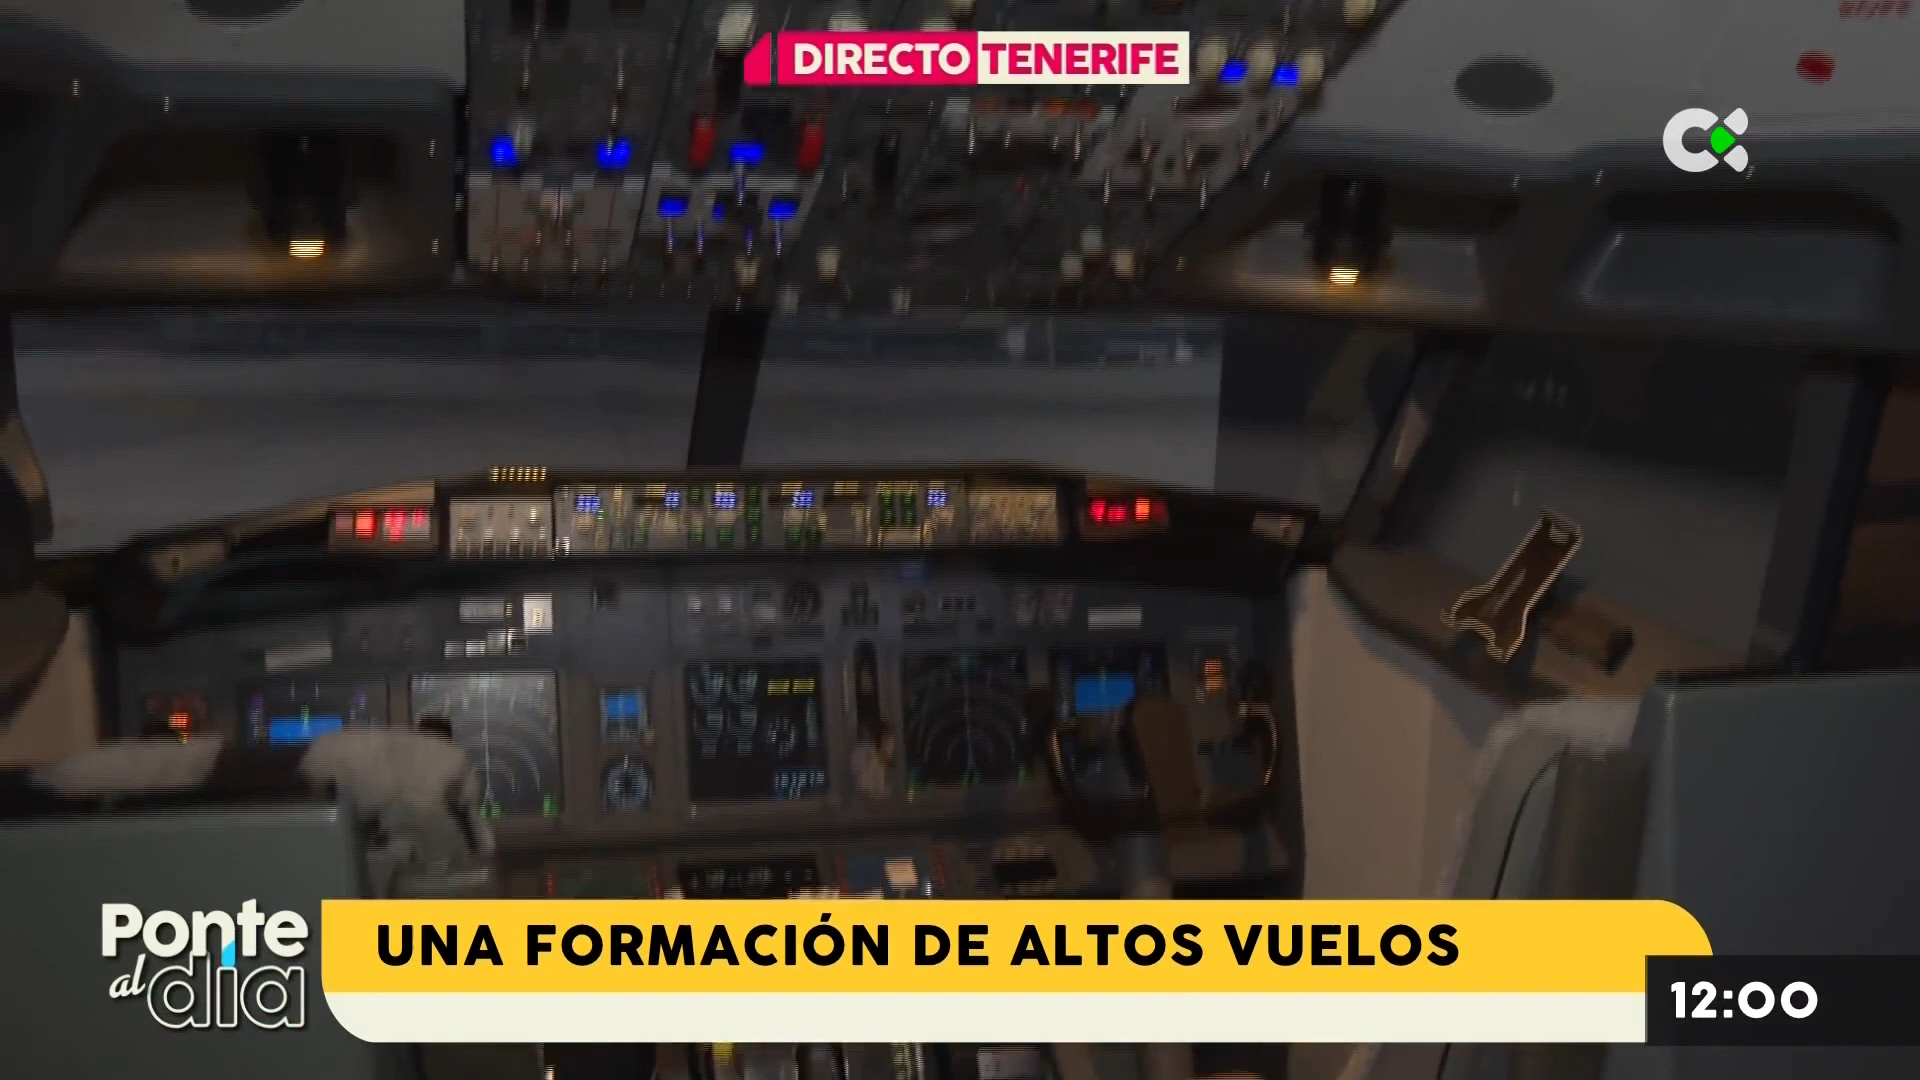 DIRECTO TENERIFE
UNA FORMACIÓN DE ALTOS VUELOS
Ponte
al día
12:00